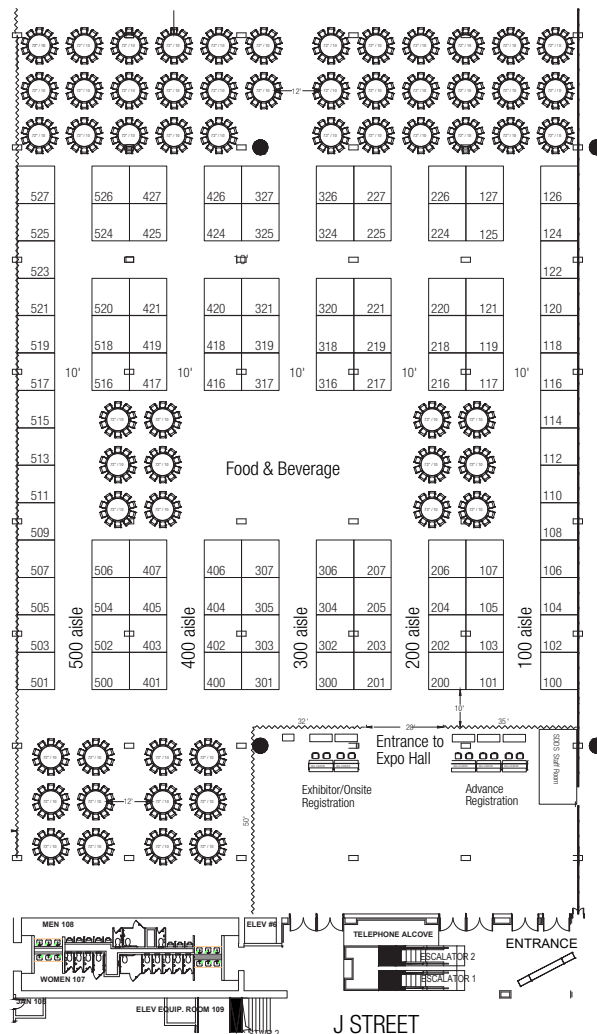 12'
527 526 427 426 327 326 227 226 127 126
525 524 425 424 325 324 225 224 125 124
523 10' 122
521 520 421 420 321 320 221 220 121 120
519 518 419 418 319 318 219 218 119 118
517 10' 516 417 10' 416 317 10' 316 217 10' 216 117 10' 116
515 114
513 Food & Beverage 112
511 110
509 108
507 506 407 406 307 306 207 206 107 106
505 504 405 404 305 304 205 204 105 104
503 502 403 402 303 302 203 202 103 102
501 500 401 400 301 300 201 200 101 100
500 aisle
400 aisle
300 aisle
200 aisle
100 aisle
10'
32' 20' 35'
Entrance to
Expo Hall
SDDS Staff Room
Exhibitor/Onsite
Registration
Advance
Registration
12'
50'
MEN 108
ELEV #6
TELEPHONE ALCOVE
ENTRANCE
ESCALATOR 2
WOMEN 107
ESCALATOR 1
ELEV EQUIP. ROOM 109
J STREET